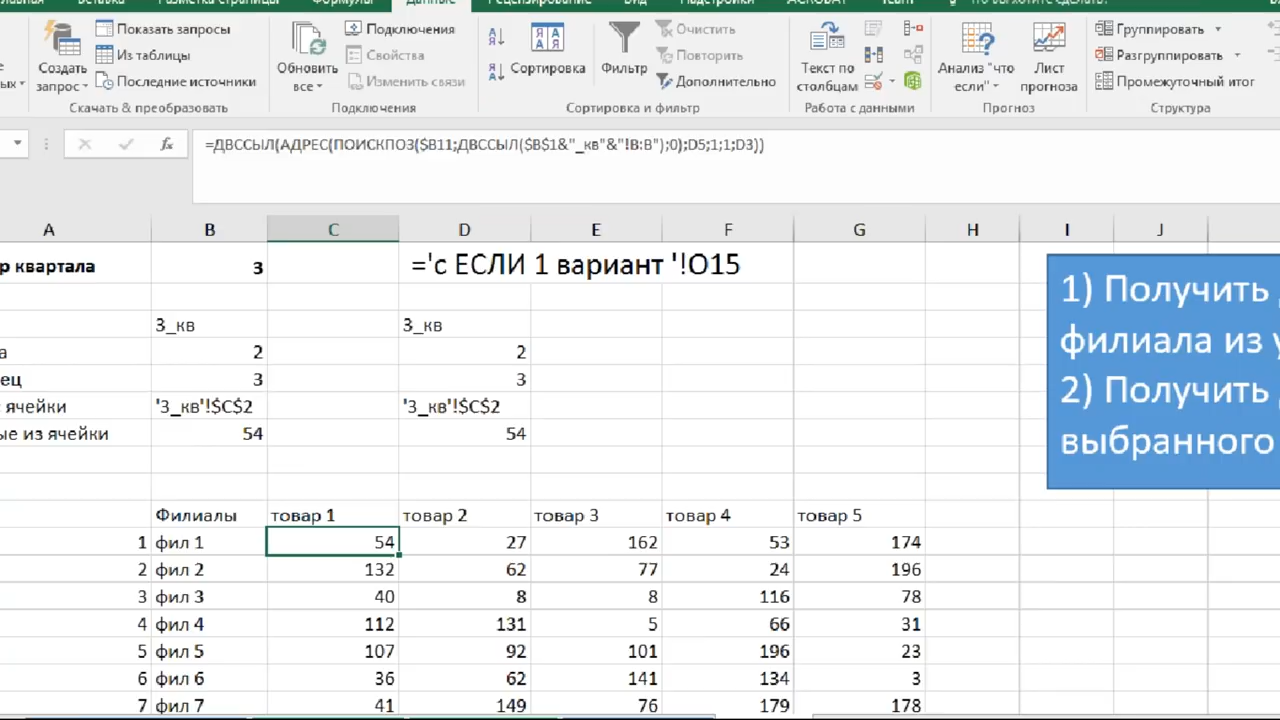 Данные
Показать запросы
Из таблицы
Последние источники
Создать
запрос
Скачать & преобразовать
Обновить
все
Подключения
Свойства
Изменить связи
Подключения
Сортировка
Фильтр
Очистить
Повторить
Дополнительно
Сортировка и фильтр
Текст по
столбцам
Работа с данными
Анализ "что
если"
Лист
прогноза
Прогноз
Группировать
Разгруппировать
Промежуточный итог
Структура
fx
=ДВССЫЛ(АДРЕС(ПОИСКПОЗ($B11;ДВССЫЛ($B$1&"_кв"&"!B:B");0);D5;1;1;D3))
A B C D E F G H I J
р квартала 3 ='с ЕСЛИ 1 вариант '!O15
3_кв 3_кв
а 2 2
ец 3 3
ячейки '3_кв'!$C$2 '3_кв'!$C$2
ые из ячейки 54 54
1) Получить
филиала из у
2) Получить
выбранного
Филиалы товар 1 товар 2 товар 3 товар 4 товар 5
1 фил 1 54 27 162 53 174
2 фил 2 132 62 77 24 196
3 фил 3 40 8 8 116 78
4 фил 4 112 131 5 66 31
5 фил 5 107 92 101 196 23
6 фил 6 36 62 141 134 3
7 фил 7 41 149 76 179 178